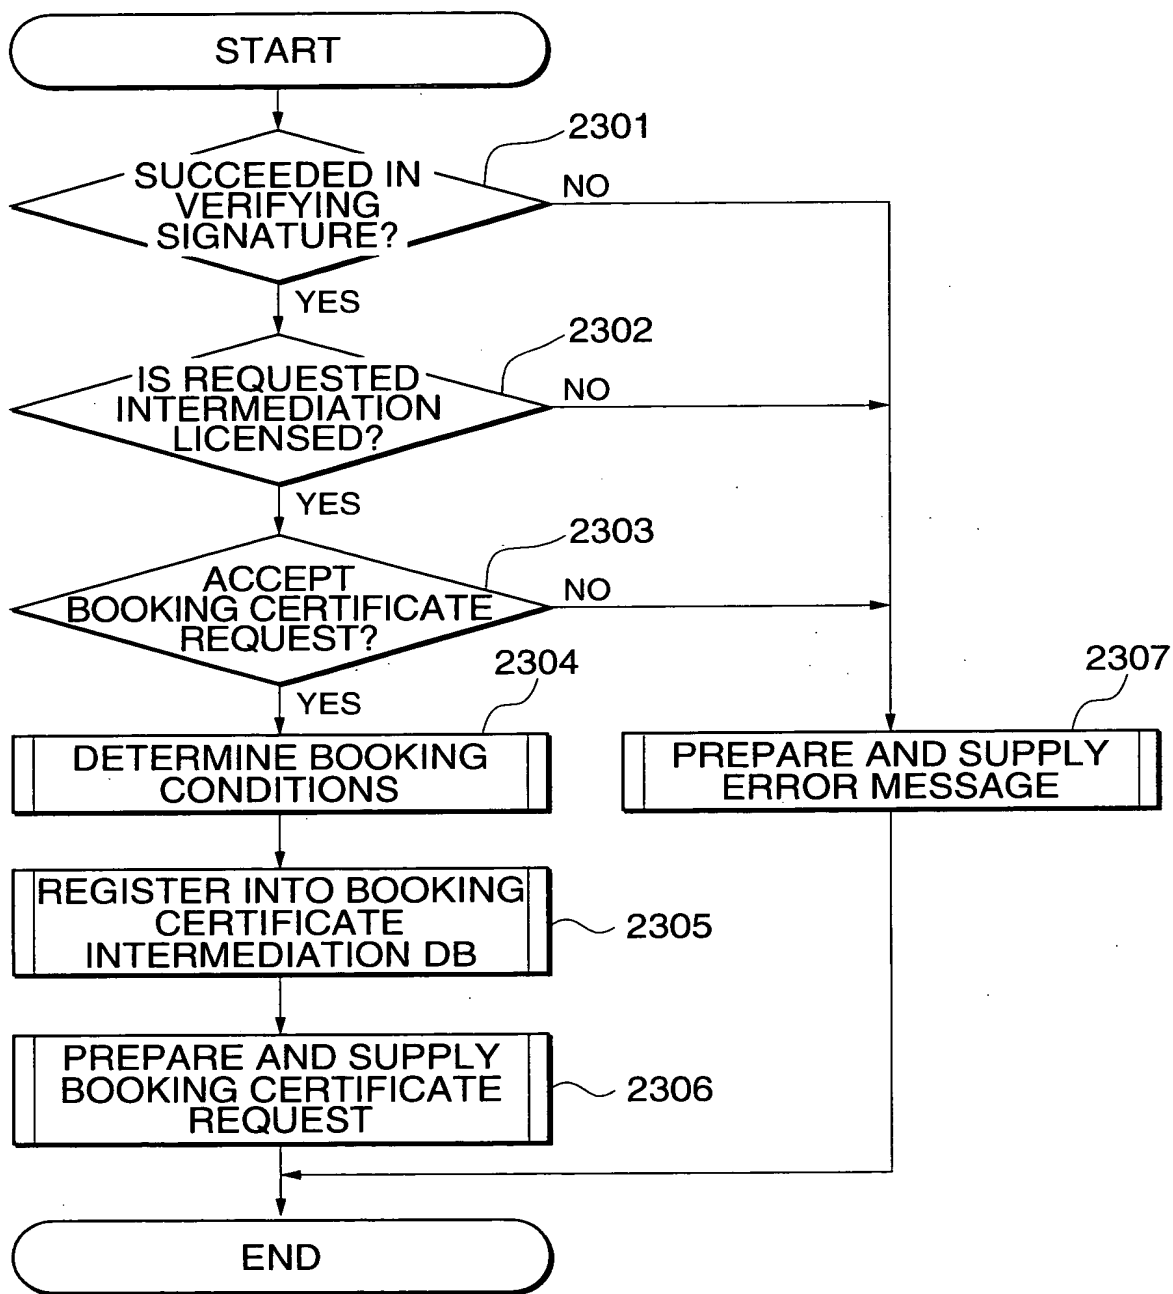 START
2301
SUCCEEDED IN
VERIFYING
SIGNATURE?
NO
YES
2302
IS REQUESTED
INTERMEDIATION
LICENSED?
NO
YES
2303
ACCEPT
BOOKING CERTIFICATE
REQUEST?
NO
YES
2304
DETERMINE BOOKING
CONDITIONS
2307
PREPARE AND SUPPLY
ERROR MESSAGE
REGISTER INTO BOOKING
CERTIFICATE
INTERMEDIATION DB
2305
PREPARE AND SUPPLY
BOOKING CERTIFICATE
REQUEST
2306
END